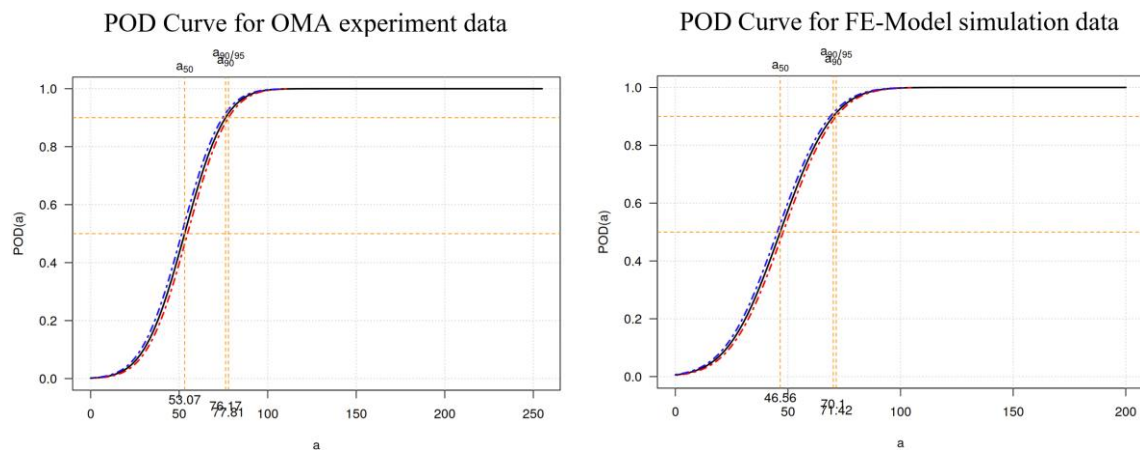 POD Curve for OMA experiment data
a90/95
a90
a50
1.0
0.8
0.6
0.4
0.2
0.0
POD(a)
53.07
76.17
77.81
0 50 100 150 200 250
a
POD Curve for FE-Model simulation data
a90/95
a90
a50
1.0
0.8
0.6
0.4
0.2
0.0
POD(a)
46.56
70.1
71.42
0 50 100 150 200
a